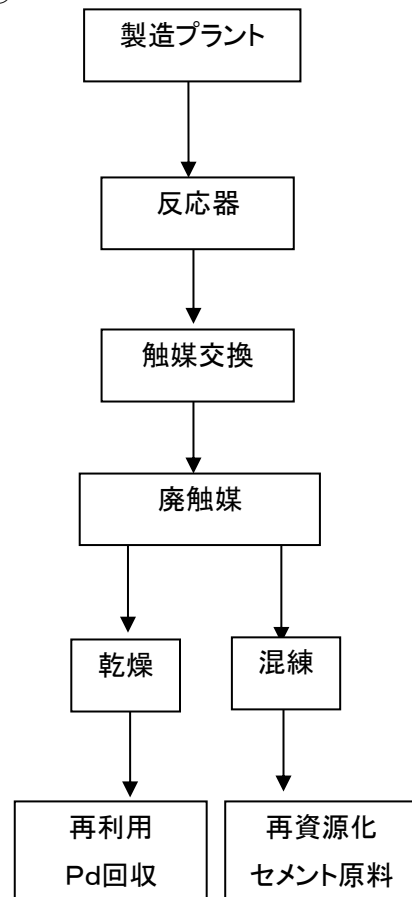 製造プラント
反応器
触媒交換
廃触媒
乾燥
混練
再利用
Pd回収
再資源化
セメント原料